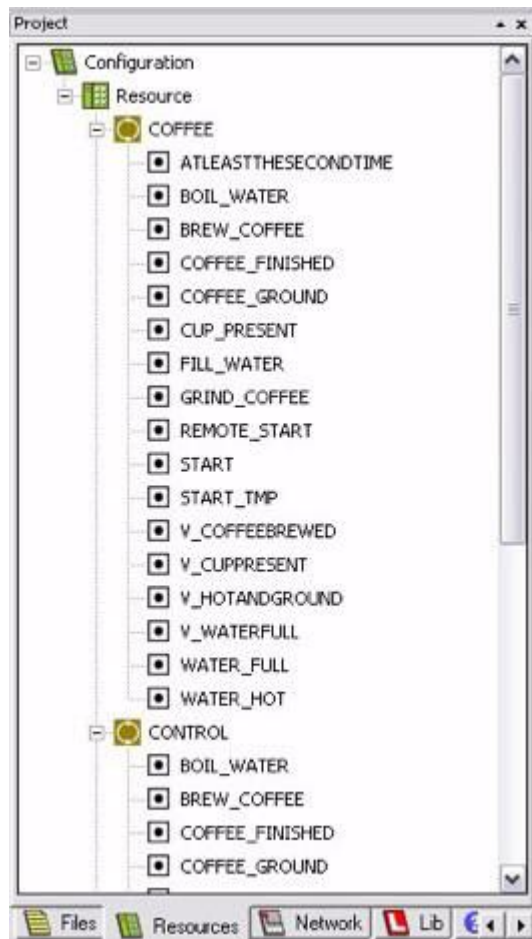 Project
Configuration
Resource
COFFEE
ATLEASTTHESECONDTIME
BOIL_WATER
BREW_COFFEE
COFFEE_FINISHED
COFFEE_GROUND
CUP_PRESENT
FILL_WATER
GRIND_COFFEE
REMOTE_START
START
START_TMP
V_COFFEEBREWED
V_CUPPRESENT
V_HOTANDGROUND
V_WATERFULL
WATER_FULL
WATER_HOT
CONTROL
BOIL_WATER
BREW_COFFEE
COFFEE_FINISHED
COFFEE_GROUND
Files Resources Network Lib